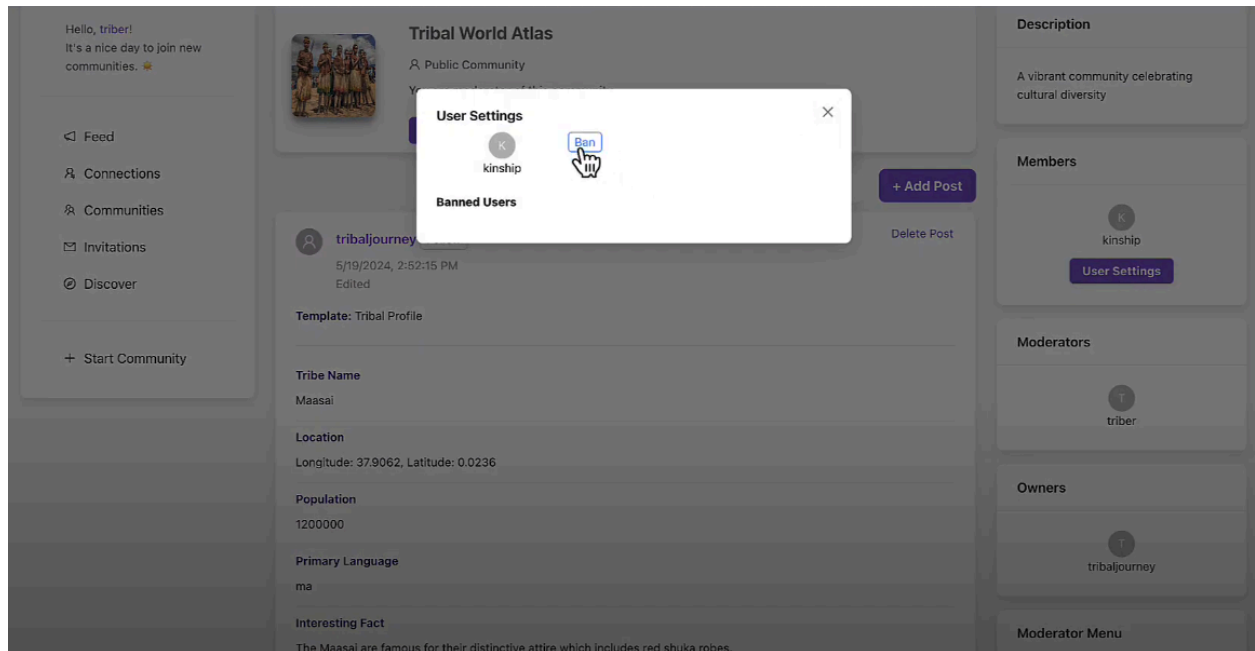 Hello, triber!
It's a nice day to join new
communities.
Feed
Connections
Communities
Invitations
Discover
+ Start Community
Tribal World Atlas
Public Community
+ Add Post
User Settings
K
kinship
Ban
Banned Users
tribaljourney
5/19/2024, 2:52:15 PM
Edited
Delete Post
Template: Tribal Profile
Tribe Name
Maasai
Location
Longitude: 37.9062, Latitude: 0.0236
Population
1200000
Primary Language
ma
Interesting Fact
The Maasai are famous for their distinctive attire which includes red shuka robes.
Description
A vibrant community celebrating
cultural diversity
Members
K
kinship
User Settings
Moderators
T
triber
Owners
T
tribaljourney
Moderator Menu